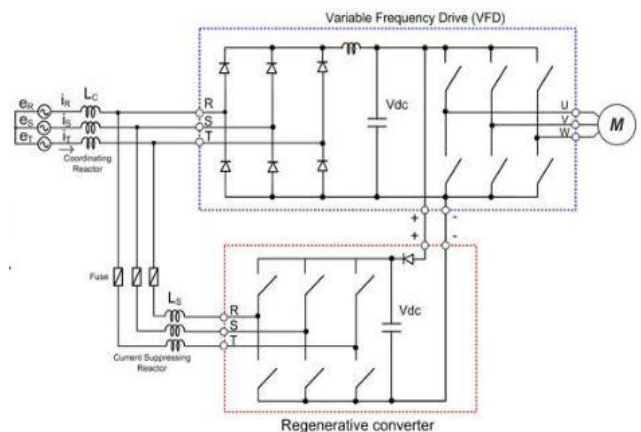 Variable Frequency Drive (VFD)
eR iR LC R
eS iS S
eT iT T
Coordinating
Reactor
Vdc
U
V
W
M
+ -
+ -
Fuse
LS
R
S
T
Vdc
Current Suppressing
Reactor
Regenerative converter